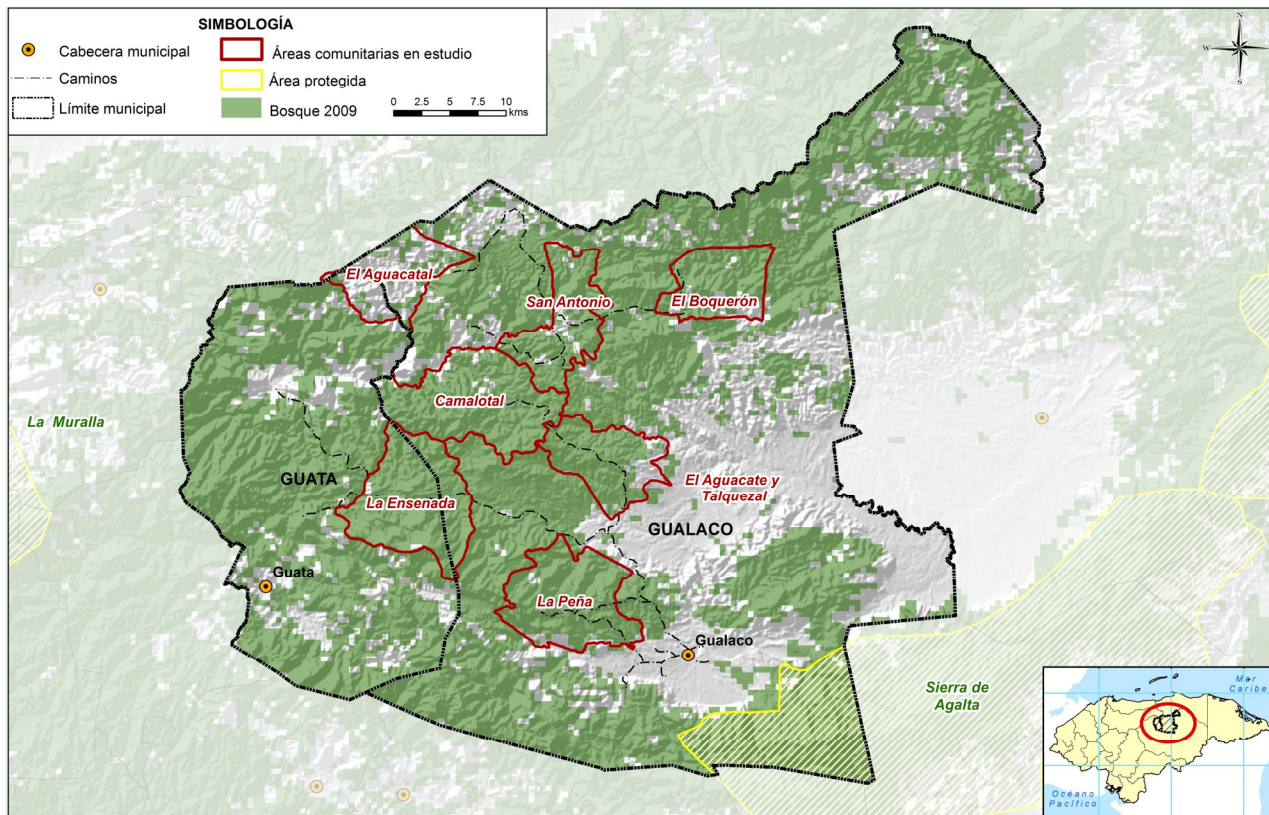 SIMBOLOGÍA
Cabecera municipal
Áreas comunitarias en estudio
Caminos
Área protegida
Límite municipal
Bosque 2009
0 2.5 5 7.5 10
kms
N
W
E
S
El Aguacatal
San Antonio
El Boquerón
Camalotal
La Muralla
GUATA
La Ensenada
El Aguacate y
Talquezal
GUALACO
Guata
La Peña
Gualaco
Sierra de
Agalta
Mar
Caribe
Océano
Pacífico